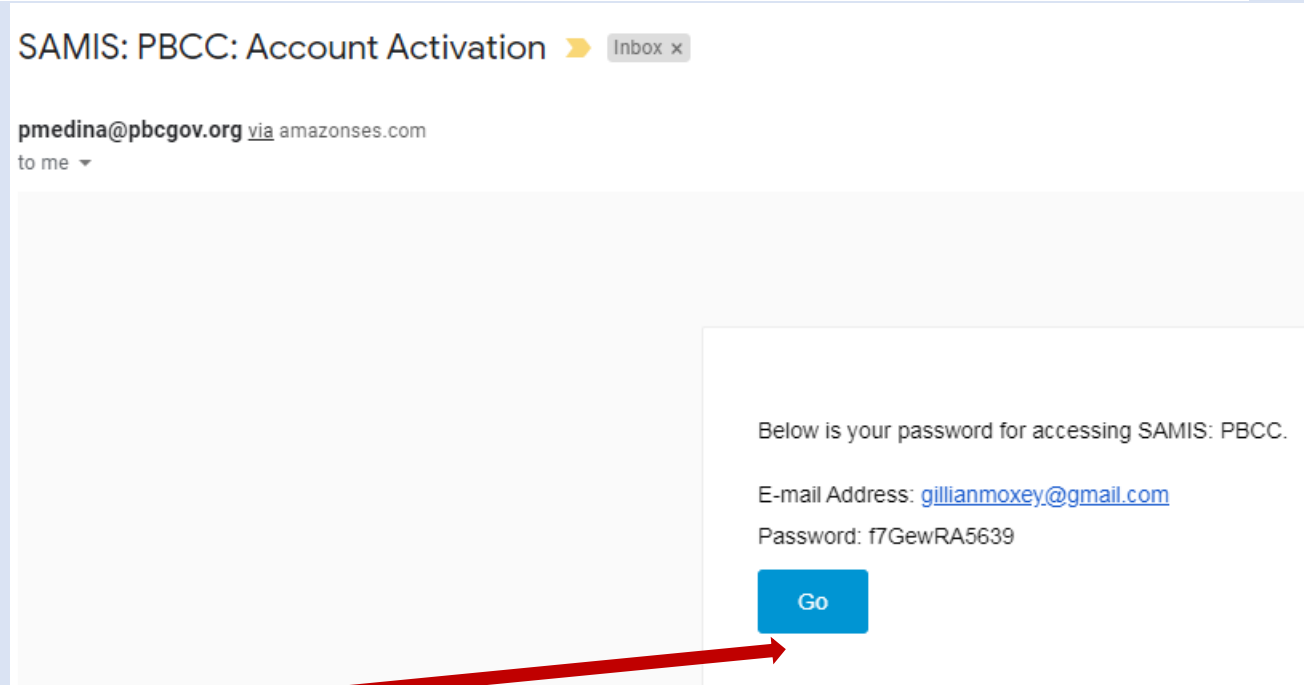 SAMIS: PBCC: Account Activation Inbox x
pmedina@pbcgov.org via amazonses.com
to me
Below is your password for accessing SAMIS: PBCC.
E-mail Address: gillianmoxey@gmail.com
Password: f7GewRA5639
Go